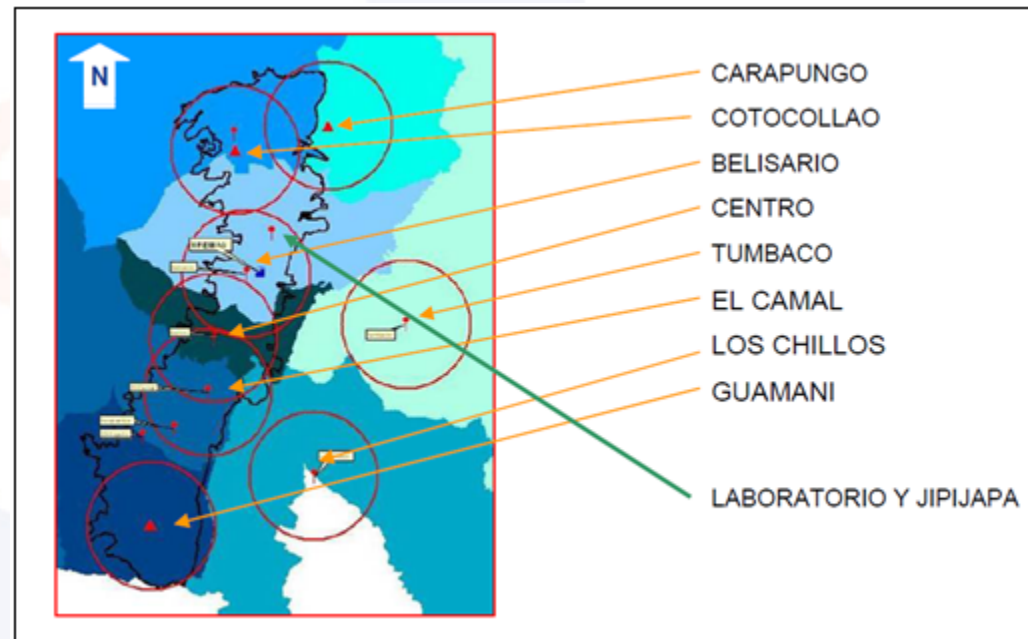 N
CARAPUNGO
COTOCOLLAO
BELISARIO
CENTRO
TUMBACO
EL CAMAL
LOS CHILLOS
GUAMANI
LABORATORIO Y JIPIJAPA